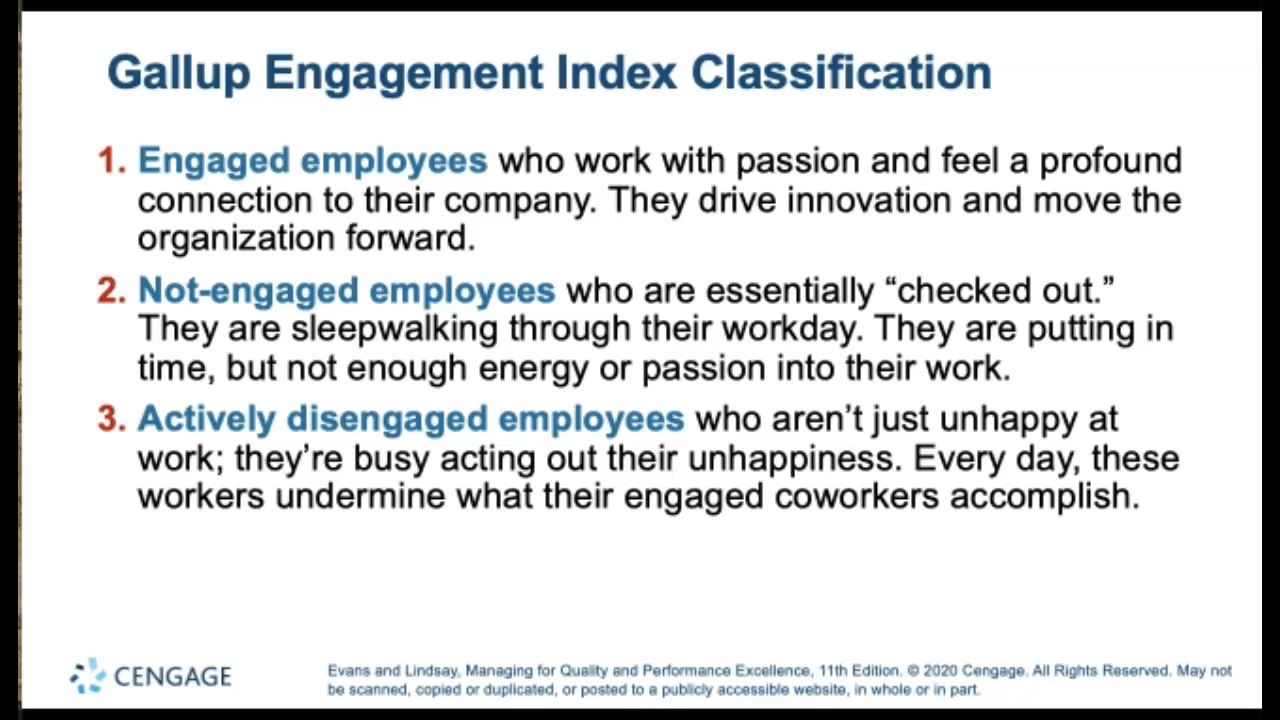 Gallup Engagement Index Classification
1. Engaged employees who work with passion and feel a profound
connection to their company. They drive innovation and move the
organization forward.
2. Not-engaged employees who are essentially “checked out.”
They are sleepwalking through their workday. They are putting in
time, but not enough energy or passion into their work.
3. Actively disengaged employees who aren’t just unhappy at
work; they’re busy acting out their unhappiness. Every day, these
workers undermine what their engaged coworkers accomplish.
CENGAGE
Evans and Lindsay, Managing for Quality and Performance Excellence, 11th Edition. © 2020 Cengage. All Rights Reserved. May not
be scanned, copied or duplicated, or posted to a publicly accessible website, in whole or in part.